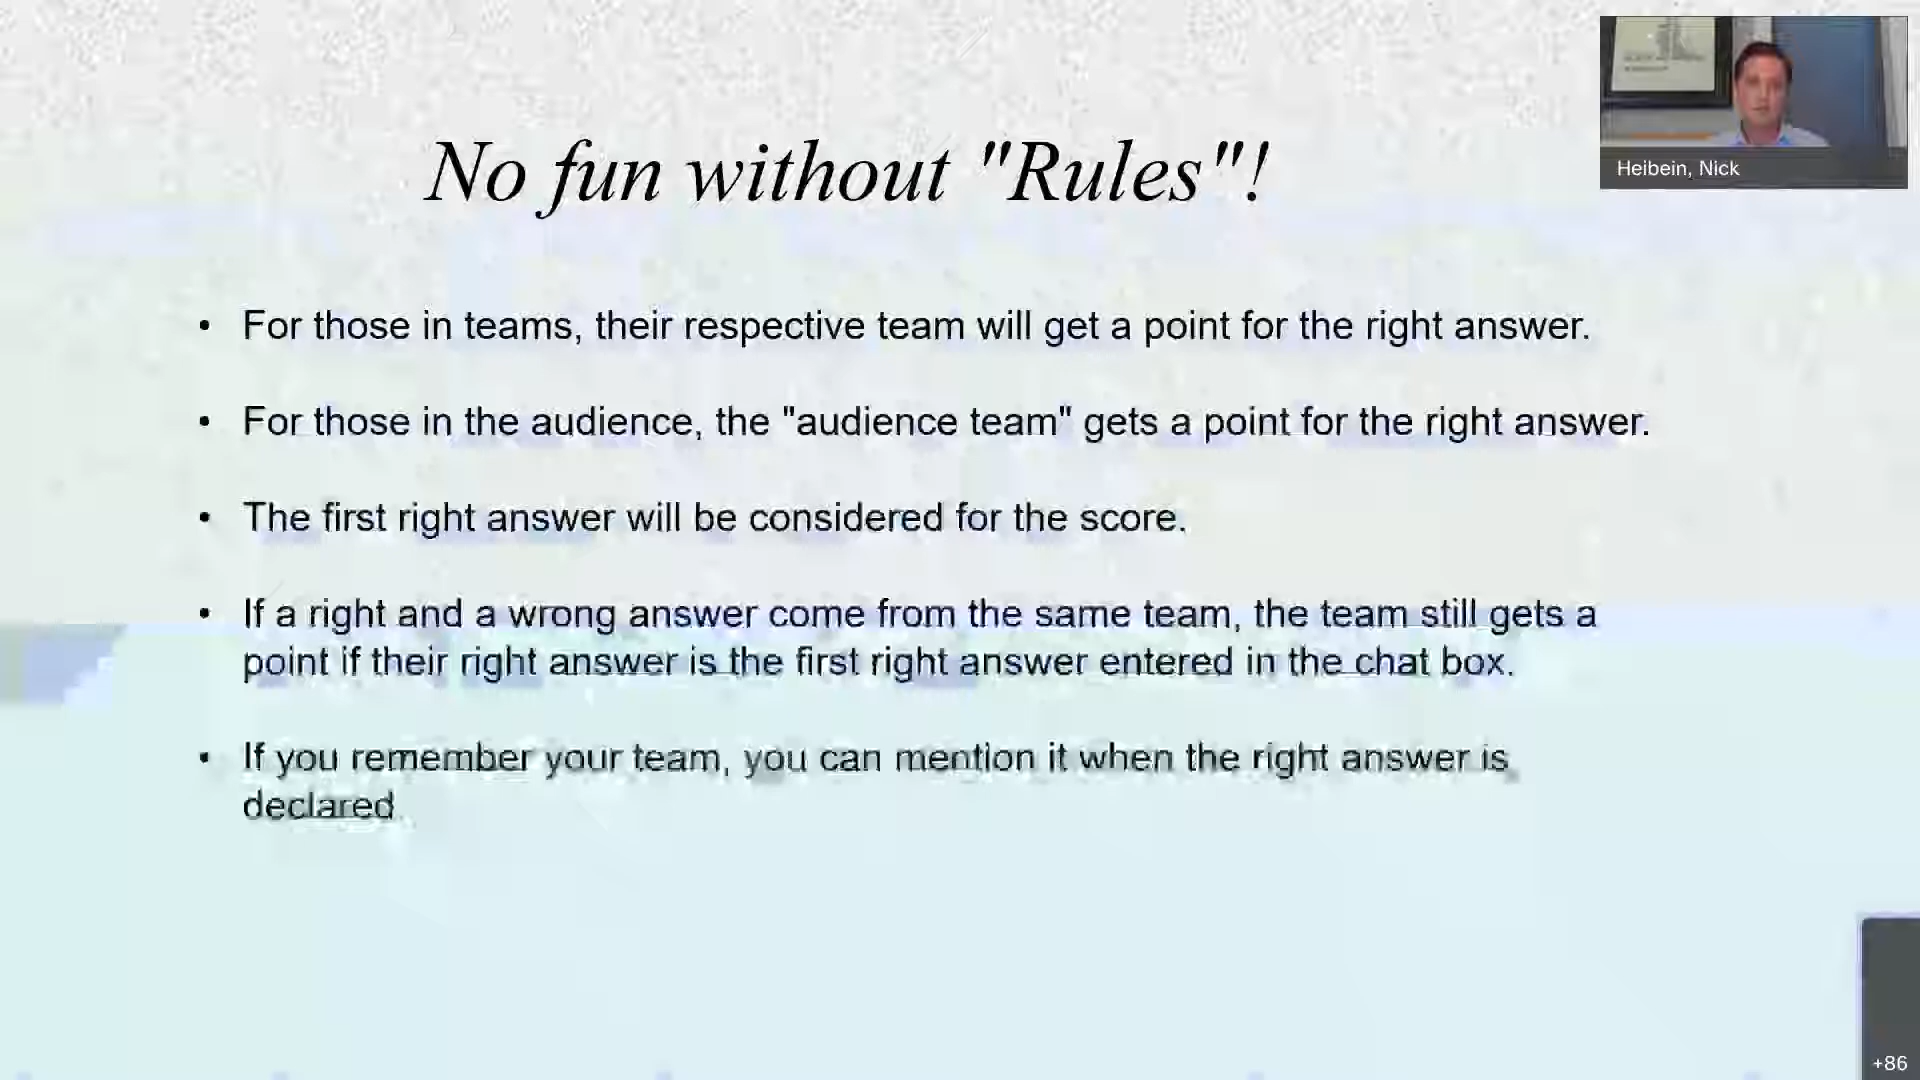 No fun without "Rules"!
Heibein, Nick
• For those in teams, their respective team will get a point for the right answer.
• For those in the audience, the "audience team" gets a point for the right answer.
• The first right answer will be considered for the score.
• If a right and a wrong answer come from the same team, the team still gets a
point if their right answer is the first right answer entered in the chat box.
• If you remember your team, you can mention it when the right answer is
declared.
+86